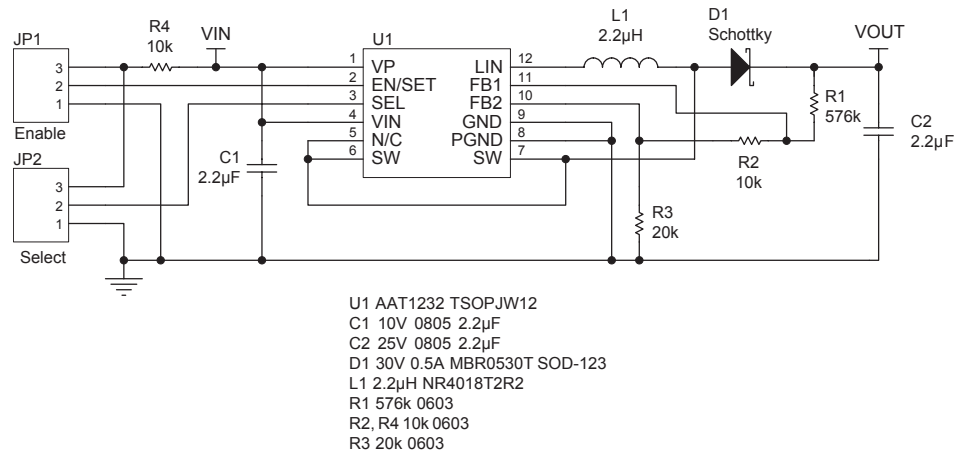 JP1
3
2
1
Enable
JP2
3
2
1
Select
R4
10k
VIN
C1
2.2µF
U1
1 VP
2 EN/SET
3 SEL
4 VIN
5 N/C
6 SW
LIN 12
FB1 11
FB2 10
GND 9
PGND 8
SW 7
L1
2.2µH
D1
Schottky
VOUT
R1
576k
C2
2.2µF
R2
10k
R3
20k
U1 AAT1232 TSOPJW12
C1 10V 0805 2.2µF
C2 25V 0805 2.2µF
D1 30V 0.5A MBR0530T SOD-123
L1 2.2µH NR4018T2R2
R1 576k 0603
R2, R4 10k 0603
R3 20k 0603